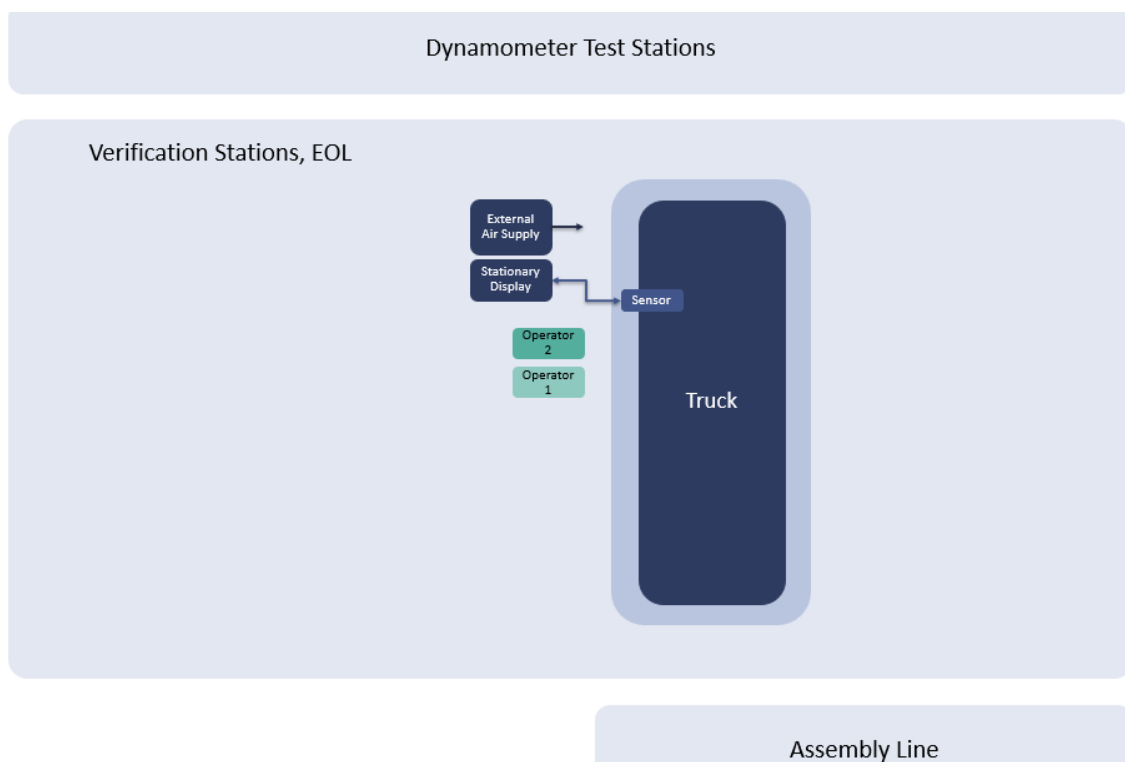 Dynamometer Test Stations
Verification Stations, EOL
External
Air Supply
Stationary
Display
Sensor
Operator
2
Operator
1
Truck
Assembly Line